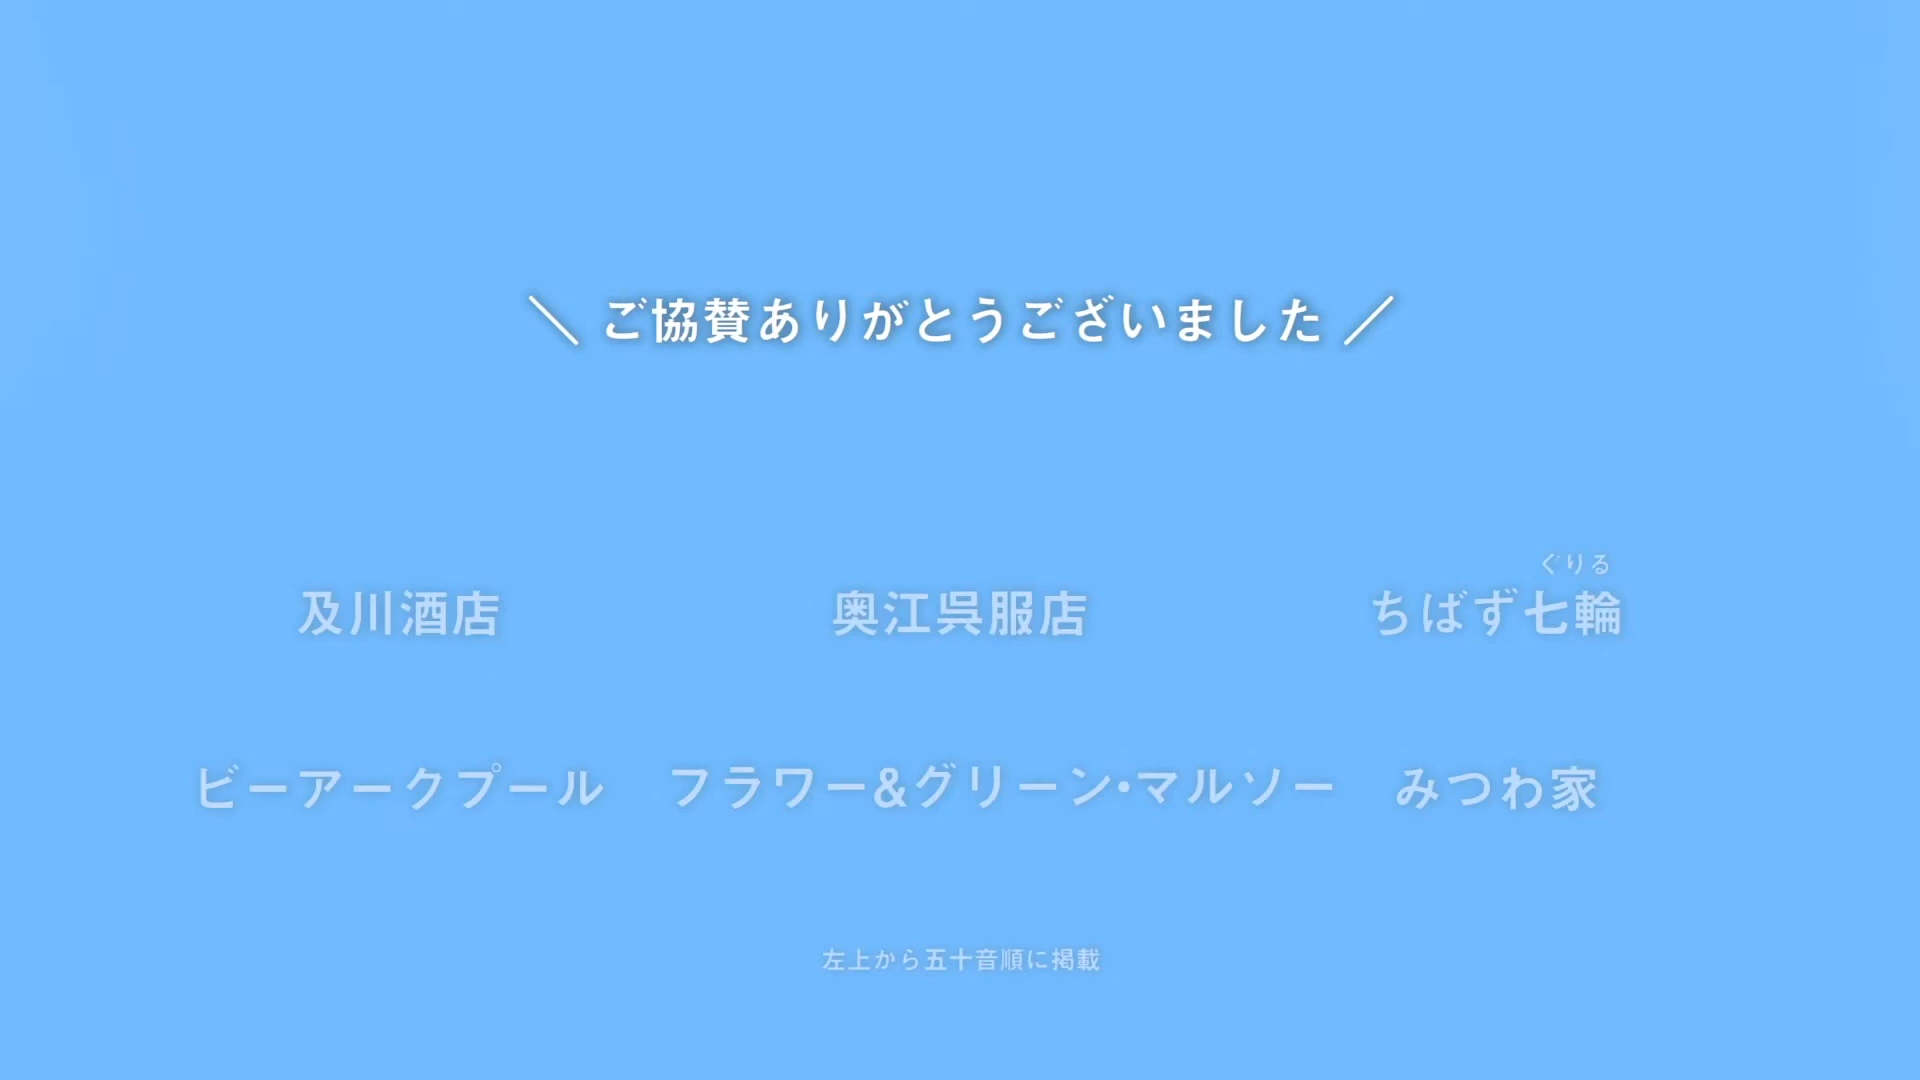 ＼ ご協賛ありがとうございました ／
及川酒店
奥江呉服店
ぐりる
ちばず七輪
ビーアークプール
フラワー&グリーン・マルソー
みつわ家
左上から五十音順に掲載